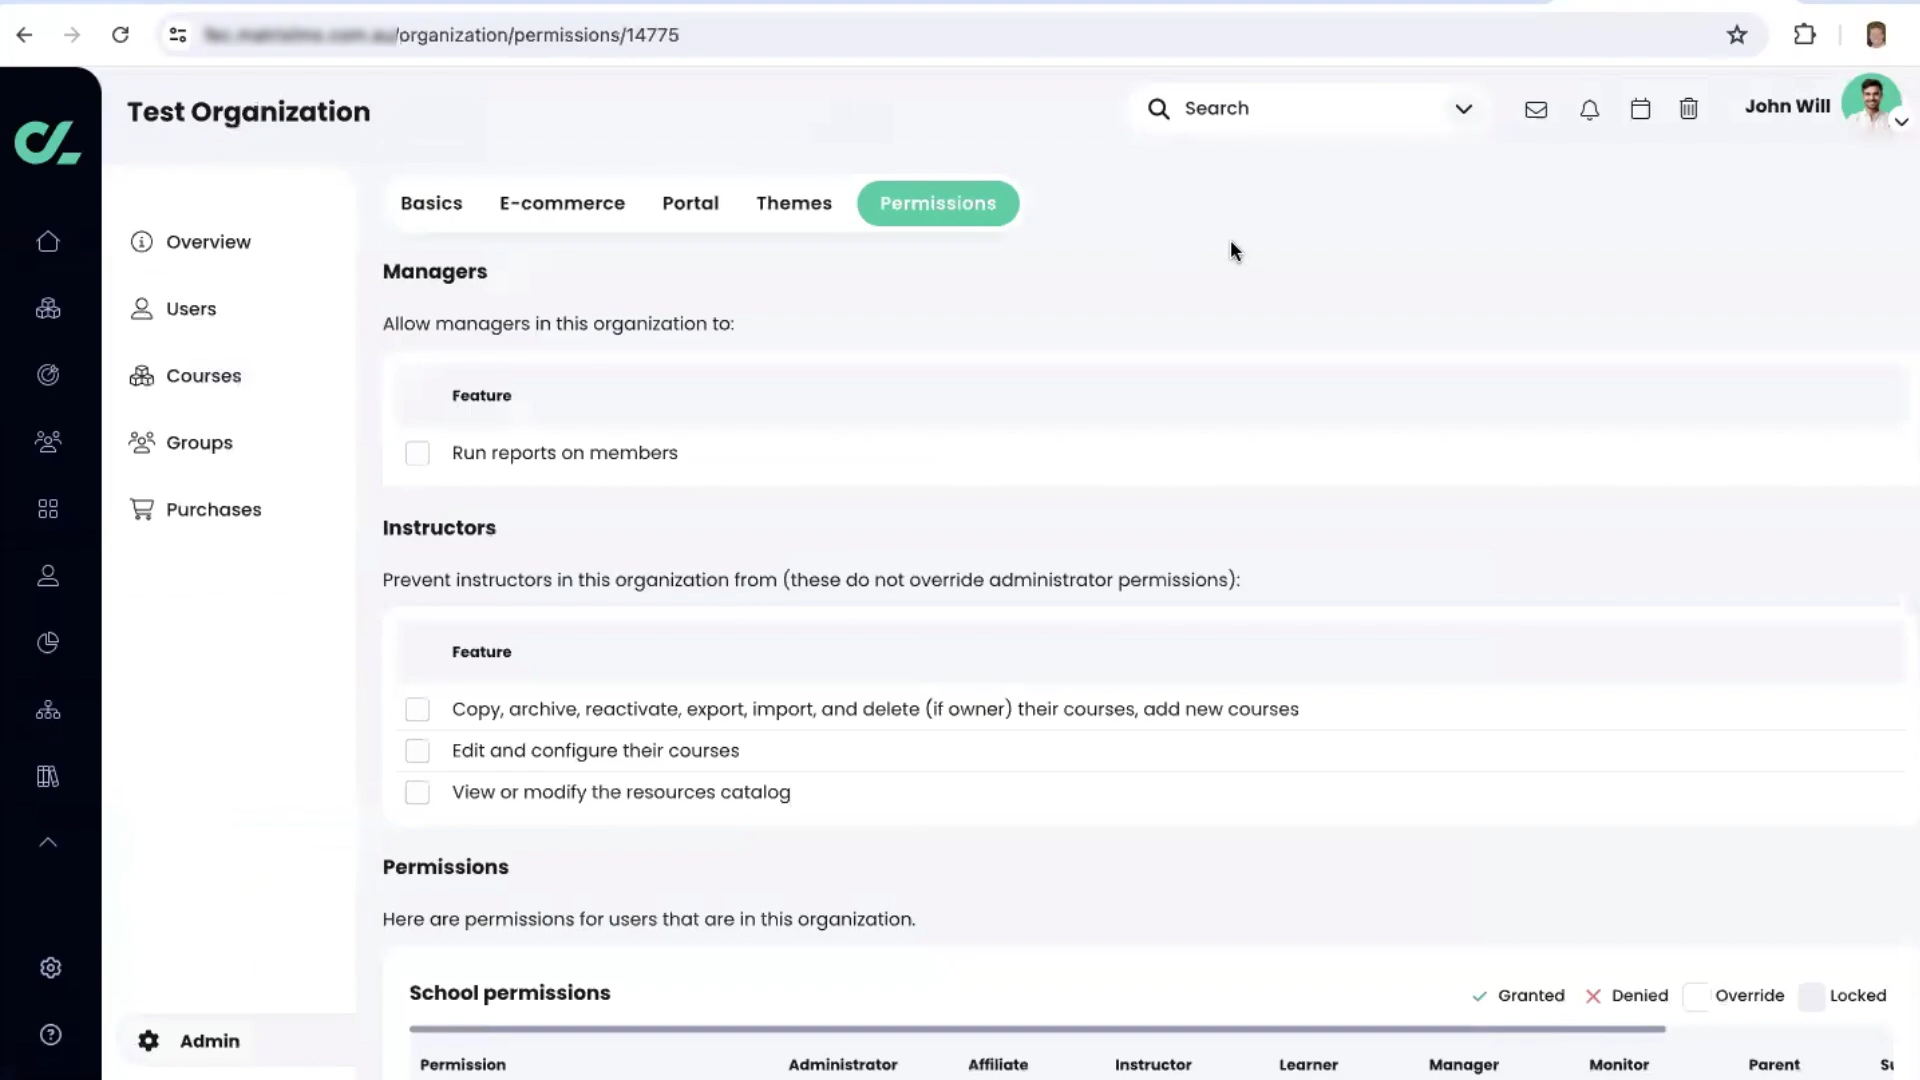 /organization/permissions/14775
Test Organization
Search
John Will
Basics
E-commerce
Portal
Themes
Permissions
Overview
Users
Courses
Groups
Purchases
Admin
Managers
Allow managers in this organization to:
Feature
Run reports on members
Instructors
Prevent instructors in this organization from (these do not override administrator permissions):
Feature
Copy, archive, reactivate, export, import, and delete (if owner) their courses, add new courses
Edit and configure their courses
View or modify the resources catalog
Permissions
Here are permissions for users that are in this organization.
School permissions
Granted
Denied
Override
Locked
Permission
Administrator
Affiliate
Instructor
Learner
Manager
Monitor
Parent